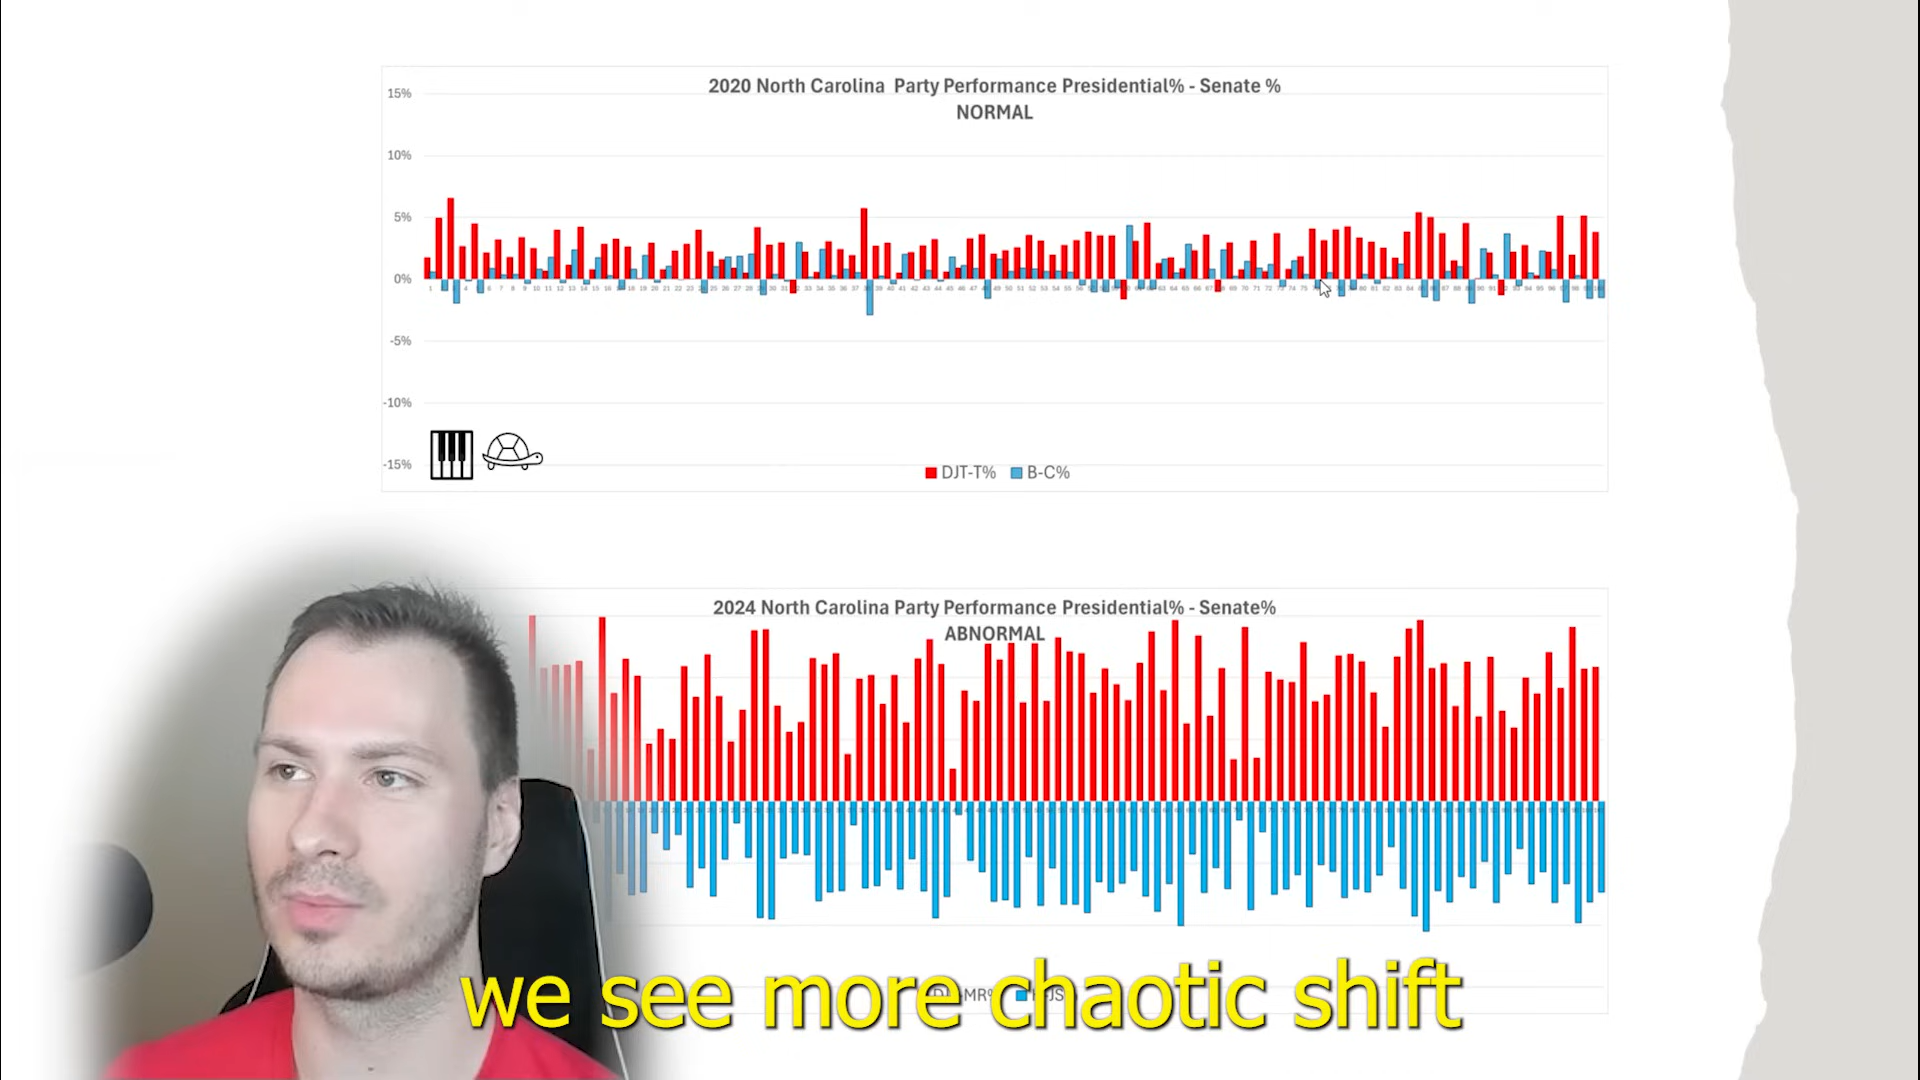 2020 North Carolina Party Performance Presidential% - Senate %
NORMAL
15%
10%
5%
0%
-5%
-10%
-15%
DJT-T% B-C%
2024 North Carolina Party Performance Presidential% - Senate%
ABNORMAL
we see more chaotic shift